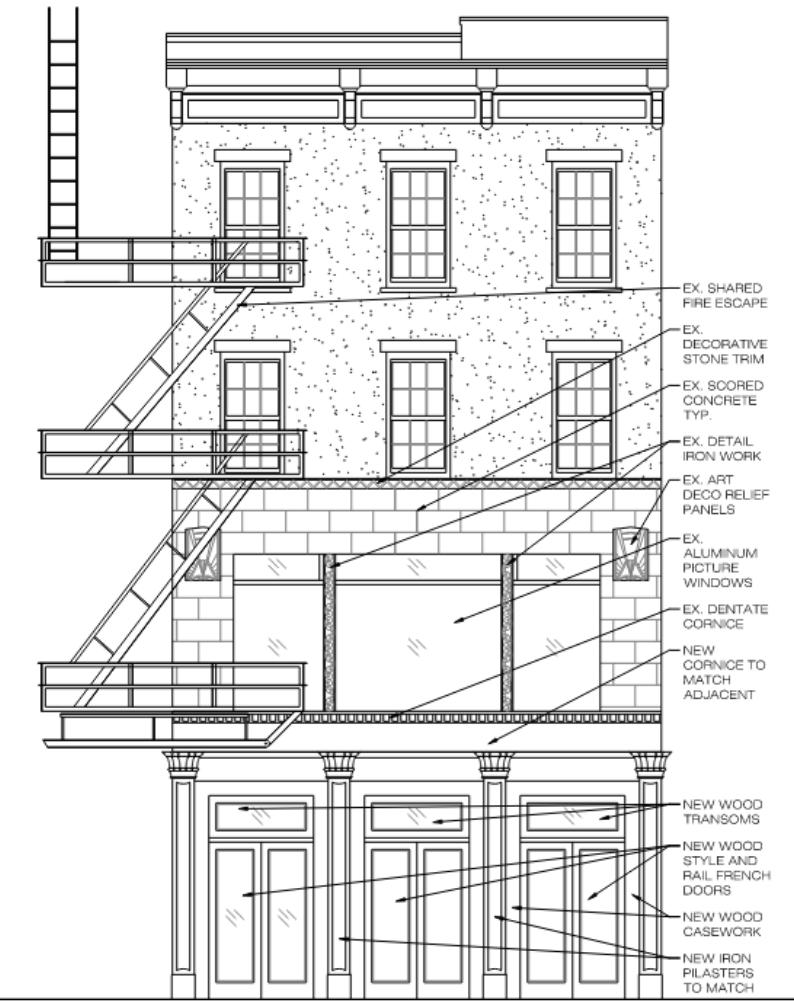 EX. SHARED
FIRE ESCAPE
EX.
DECORATIVE
STONE TRIM
EX. SCORED
CONCRETE
TYP.
EX. DETAIL
IRON WORK
EX. ART
DECO RELIEF
PANELS
EX.
ALUMINUM
PICTURE
WINDOWS
EX. DENTATE
CORNICE
NEW
CORNICE TO
MATCH
ADJACENT
NEW WOOD
TRANSOMS
NEW WOOD
STYLE AND
RAIL FRENCH
DOORS
NEW WOOD
CASEWORK
NEW IRON
PILASTERS
TO MATCH